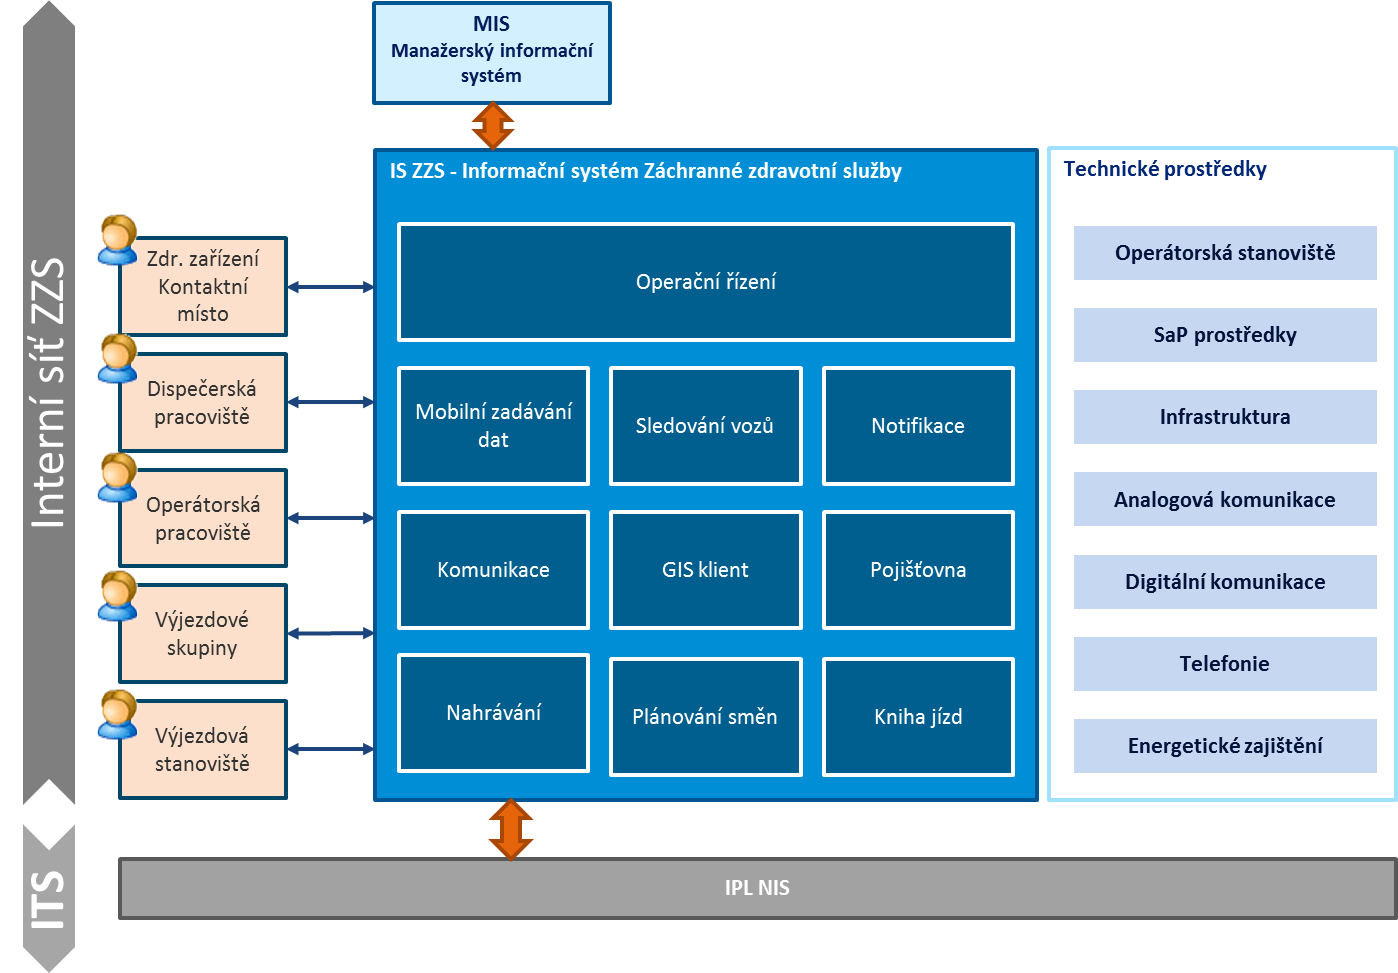 MIS
Manažerský informační
systém
IS ZZS - Informační systém Záchranné zdravotní služby
Technické prostředky
Interní síť ZZS
ITS
Zdr. zařízení
Kontaktní
místo
Dispečerská
pracoviště
Operátorská
pracoviště
Výjezdové
skupiny
Výjezdová
stanoviště
Operační řízení
Mobilní zadávání
dat
Sledování vozů
Notifikace
Komunikace
GIS klient
Pojišťovna
Nahrávání
Plánování směn
Kniha jízd
Operátorská stanoviště
SaP prostředky
Infrastruktura
Analogová komunikace
Digitální komunikace
Telefonie
Energetické zajištění
IPL NIS